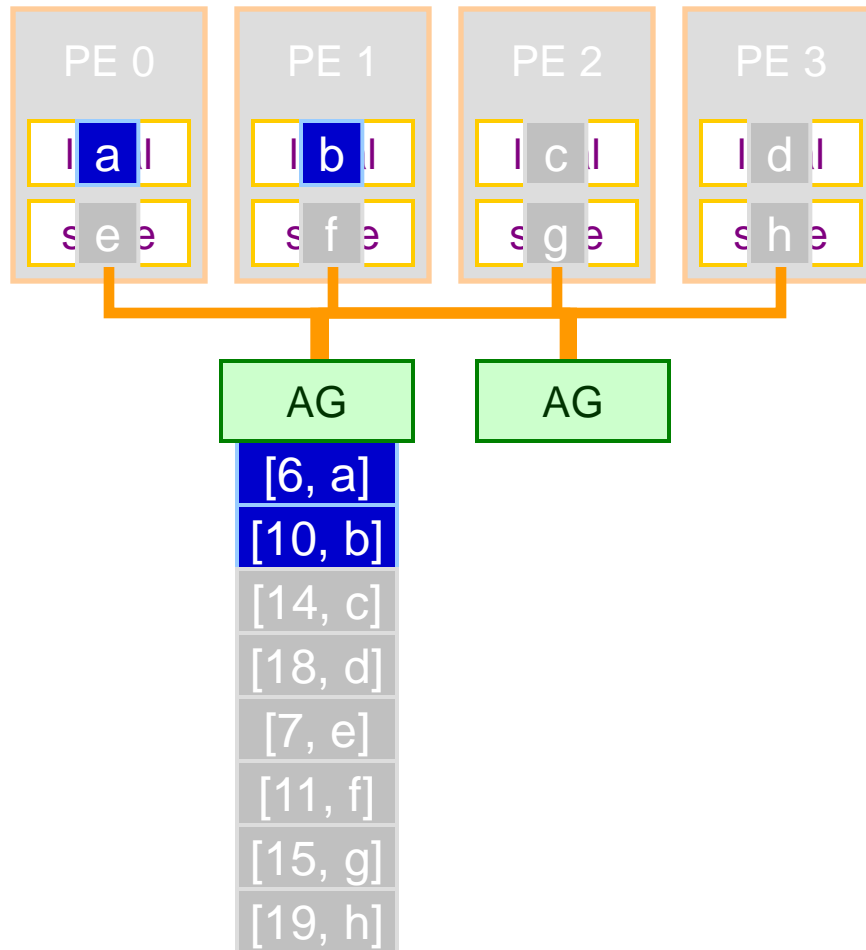 PE 0 PE 1 PE 2 PE 3
a b c d
e f g h
AG AG
[6, a]
[10, b]
[14, c]
[18, d]
[7, e]
[11, f]
[15, g]
[19, h]